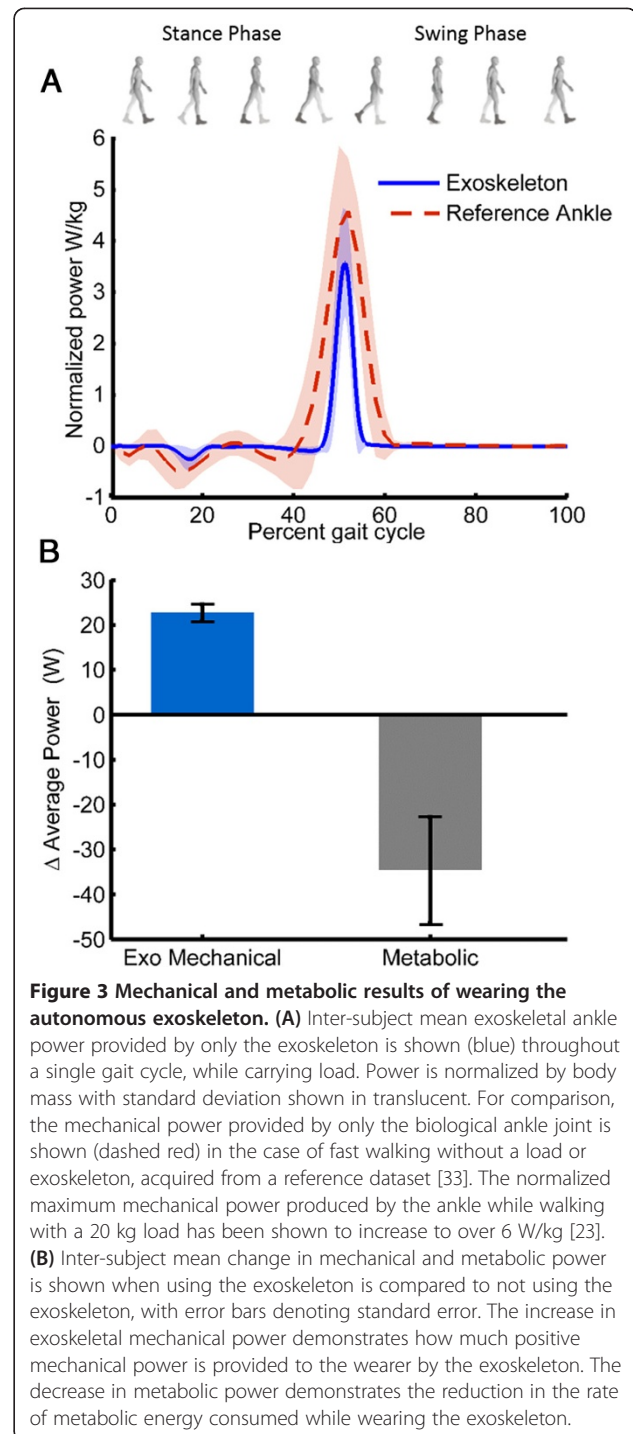 Stance Phase Swing Phase
A
6
5
4
3
2
1
0
-1
Normalized power W/kg
Exoskeleton
Reference Ankle
0 20 40 60 80 100
Percent gait cycle
B
30
20
10
0
-10
-20
-30
-40
-50
Δ Average Power (W)
Exo Mechanical Metabolic
Figure 3 Mechanical and metabolic results of wearing the
autonomous exoskeleton. (A) Inter-subject mean exoskeletal ankle
power provided by only the exoskeleton is shown (blue) throughout
a single gait cycle, while carrying load. Power is normalized by body
mass with standard deviation shown in translucent. For comparison,
the mechanical power provided by only the biological ankle joint is
shown (dashed red) in the case of fast walking without a load or
exoskeleton, acquired from a reference dataset [33]. The normalized
maximum mechanical power produced by the ankle while walking
with a 20 kg load has been shown to increase to over 6 W/kg [23].
(B) Inter-subject mean change in mechanical and metabolic power
is shown when using the exoskeleton is compared to not using the
exoskeleton, with error bars denoting standard error. The increase in
exoskeletal mechanical power demonstrates how much positive
mechanical power is provided to the wearer by the exoskeleton. The
decrease in metabolic power demonstrates the reduction in the rate
of metabolic energy consumed while wearing the exoskeleton.